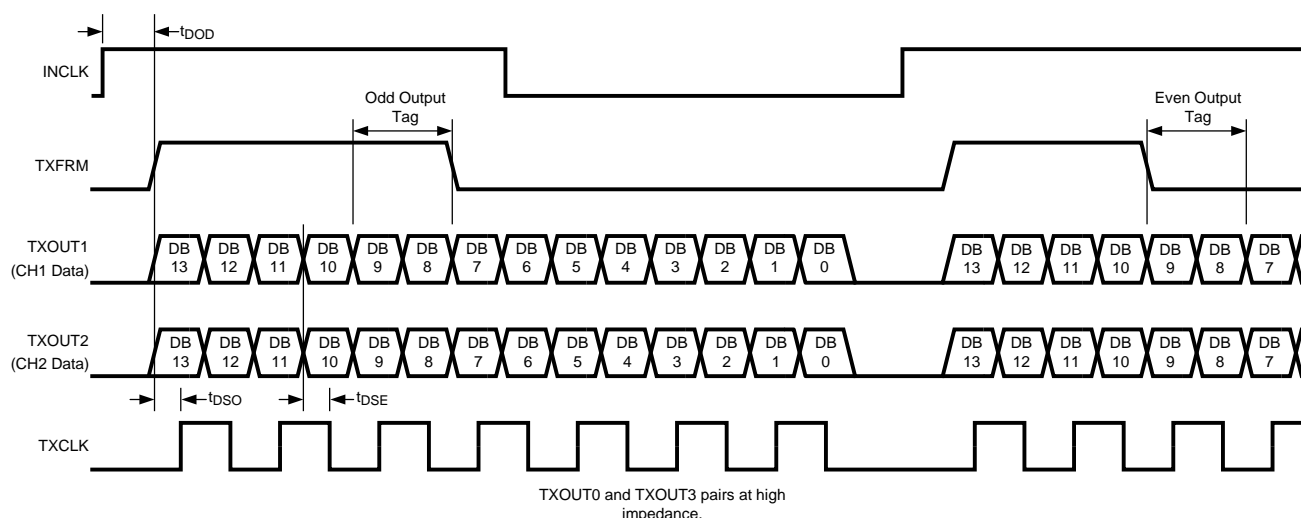 tDOD
INCLK
Odd Output
Tag
Even Output
Tag
TXFRM
TXOUT1
(CH1 Data)
DB DB DB DB DB DB DB DB DB DB DB DB DB DB DB DB DB DB DB DB DB
13 12 11 10 9 8 7 6 5 4 3 2 1 0 13 12 11 10 9 8 7
TXOUT2
(CH2 Data)
DB DB DB DB DB DB DB DB DB DB DB DB DB DB DB DB DB DB DB DB DB
13 12 11 10 9 8 7 6 5 4 3 2 1 0 13 12 11 10 9 8 7
tDSO tDSE
TXCLK
TXOUT0 and TXOUT3 pairs at high
impedance.